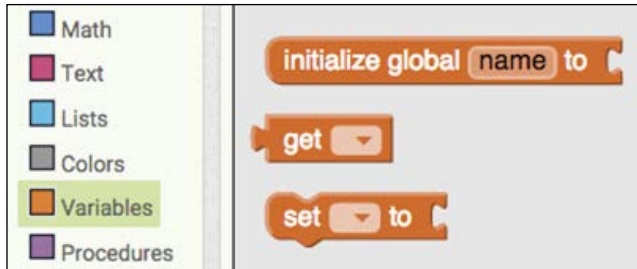 Math
Text
Lists
Colors
Variables
Procedures
initialize global name to
get
set to